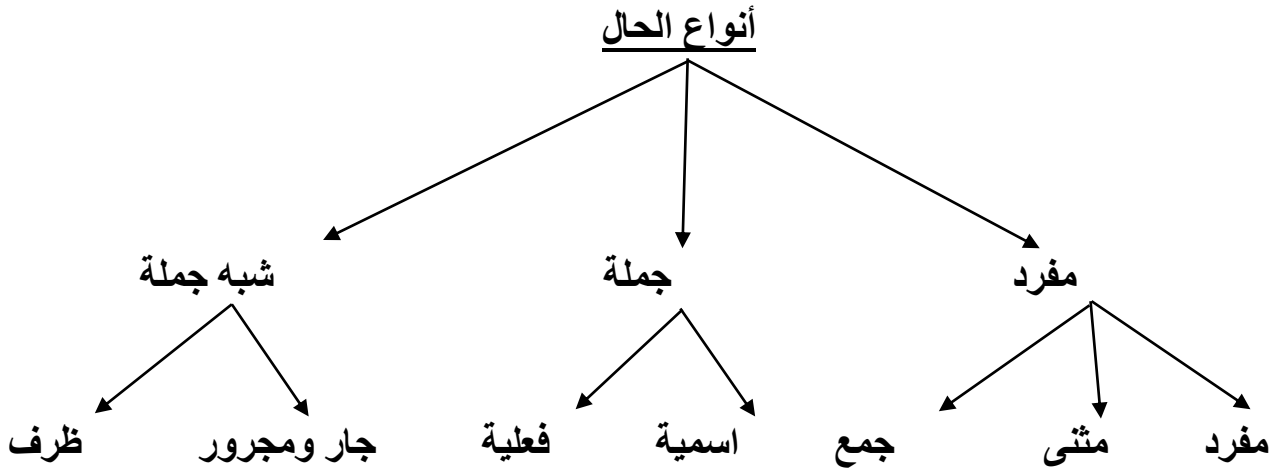 أنواع الحال
مفرد جملة شبه جملة
مفرد مثنى جمع اسمية فعلية جار ومجرور ظرف